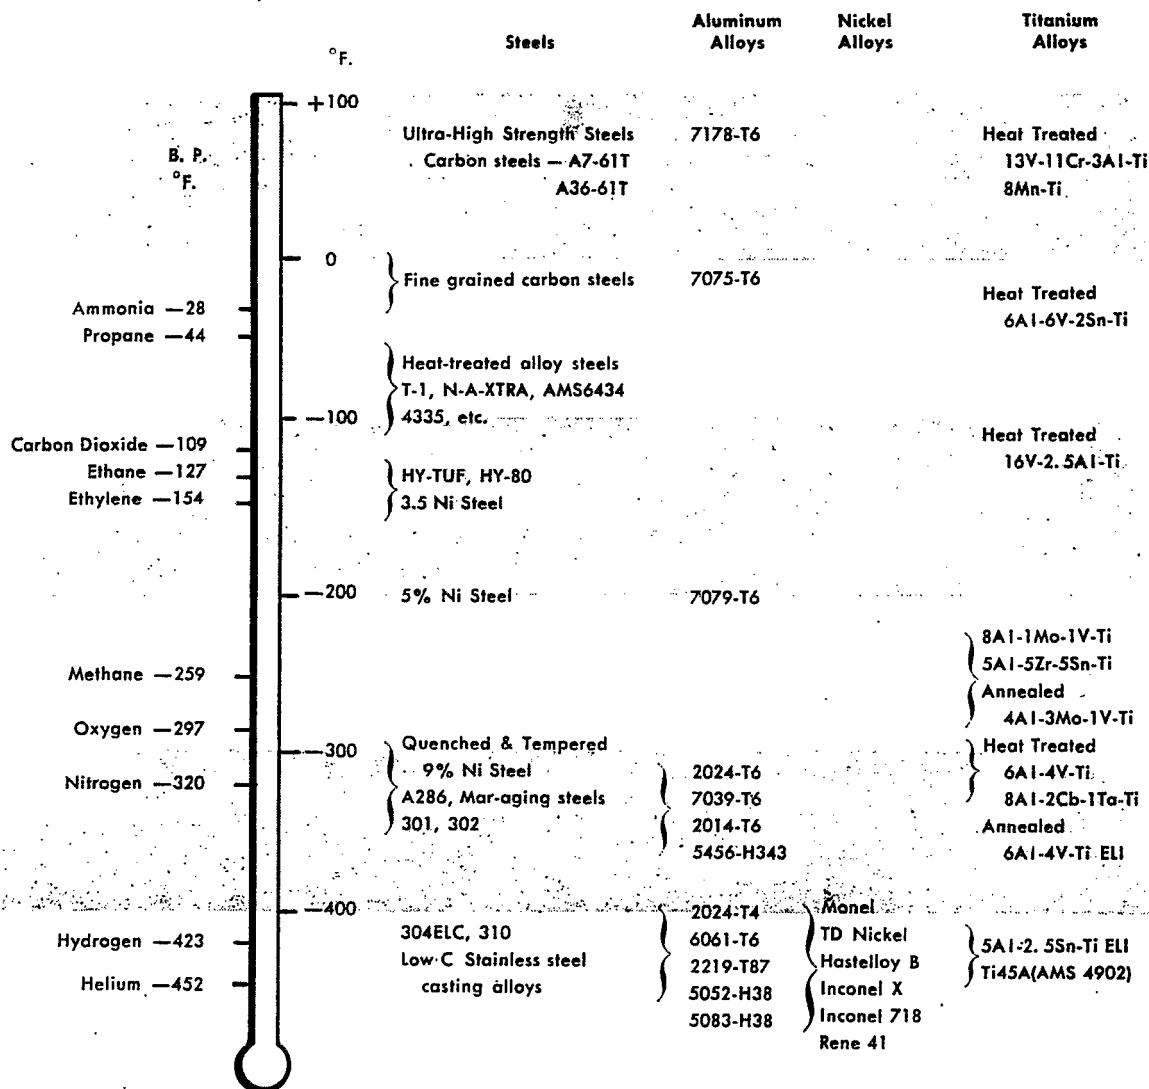 Steels
Aluminum Alloys
Nickel Alloys
Titanium Alloys
°F.
B. P.
°F.
+100
0
—100
—200
—300
—400
Ammonia —28
Propane —44
Carbon Dioxide —109
Ethane —127
Ethylene —154
Methane —259
Oxygen —297
Nitrogen —320
Hydrogen —423
Helium —452
Ultra-High Strength Steels
Carbon steels — A7-61T
A36-61T
Fine grained carbon steels
Heat-treated alloy steels
T-1, N-A-XTRA, AMS6434
4335, etc.
HY-TUF, HY-80
3.5 Ni Steel
5% Ni Steel
Quenched & Tempered
9% Ni Steel
A286, Mar-aging steels
301, 302
304ELC, 310
Low C Stainless steel
casting alloys
7178-T6
7075-T6
7079-T6
2024-T6
7039-T6
2014-T6
5456-H343
2024-T4
6061-T6
2219-T87
5052-H38
5083-H38
Monel
TD Nickel
Hastelloy B
Inconel X
Inconel 718
Rene 41
Heat Treated
13V-11Cr-3Al-Ti
8Mn-Ti
Heat Treated
6Al-6V-2Sn-Ti
Heat Treated
16V-2.5Al-Ti
8Al-1Mo-1V-Ti
5Al-5Zr-5Sn-Ti
Annealed
4Al-3Mo-1V-Ti
Heat Treated
6Al-4V-Ti
8Al-2Cb-1Ta-Ti
Annealed
6Al-4V-Ti ELI
5Al-2.5Sn-Ti ELI
Ti45A(AMS 4902)